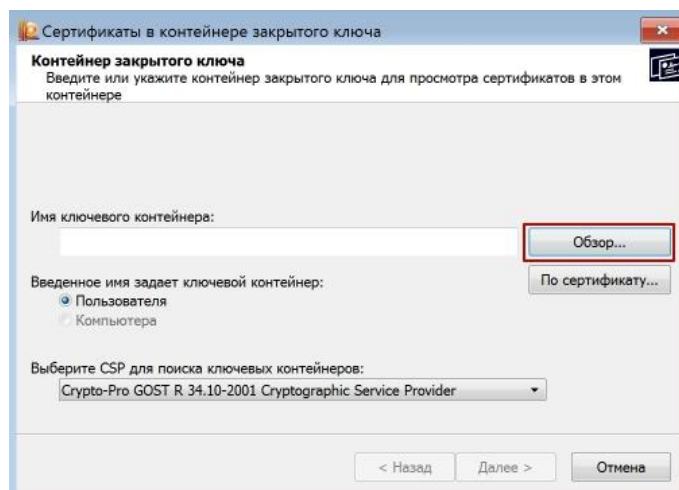 Сертификаты в контейнере закрытого ключа
Контейнер закрытого ключа
Введите или укажите контейнер закрытого ключа для просмотра сертификатов в этом
контейнере
Имя ключевого контейнера:
Обзор...
Введенное имя задает ключевой контейнер:
По сертификату...
Пользователя
Компьютера
Выберите CSP для поиска ключевых контейнеров:
Crypto-Pro GOST R 34.10-2001 Cryptographic Service Provider
< Назад
Далее >
Отмена